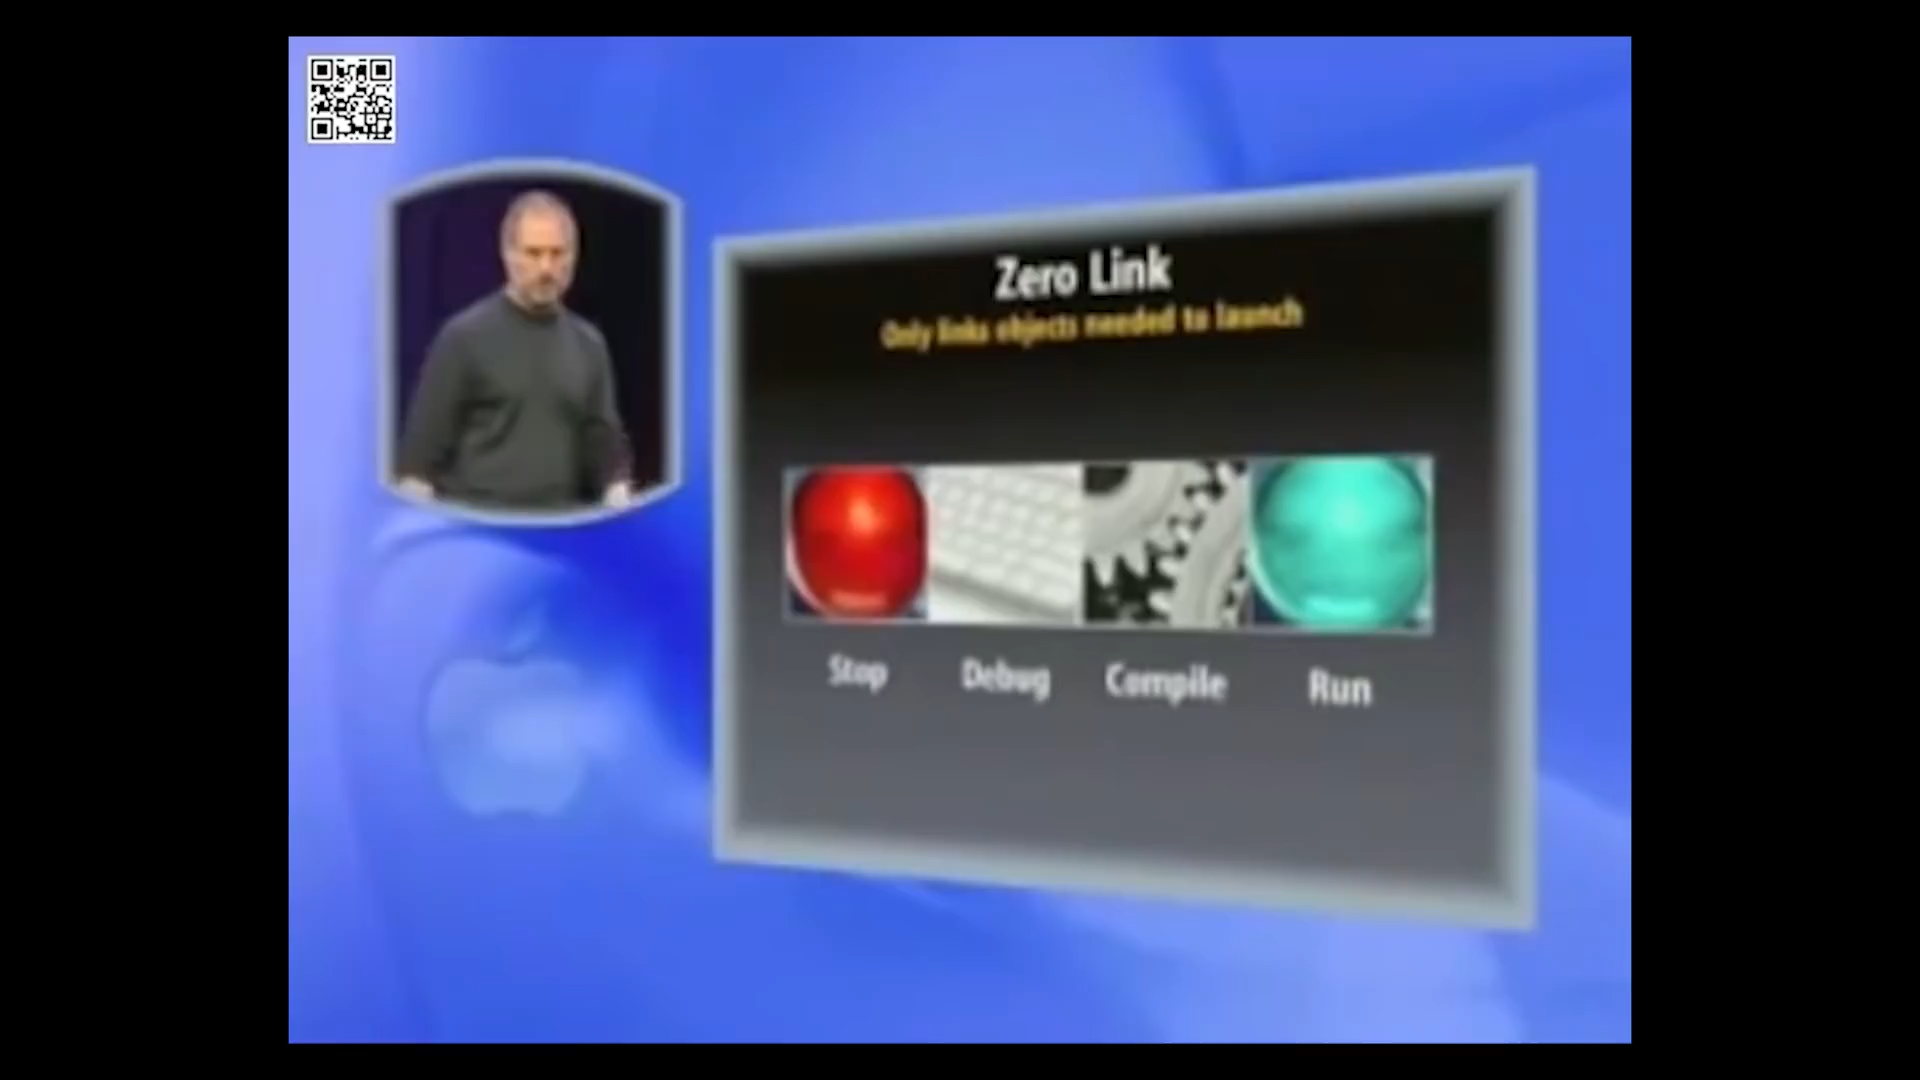 Zero Link
Only links objects needed to launch
Stop Debug Compile Run